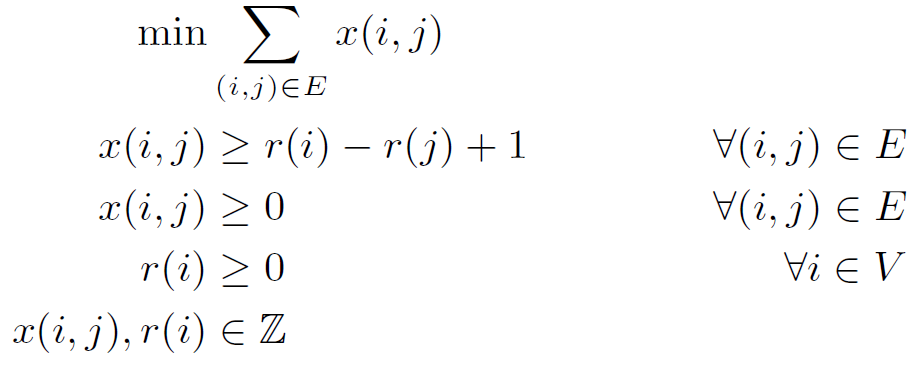 min ∑ x(i, j)
(i,j)∈E
x(i, j) ≥ r(i) − r(j) + 1 ∀(i, j) ∈ E
x(i, j) ≥ 0 ∀(i, j) ∈ E
r(i) ≥ 0 ∀i ∈ V
x(i, j), r(i) ∈ ℤ